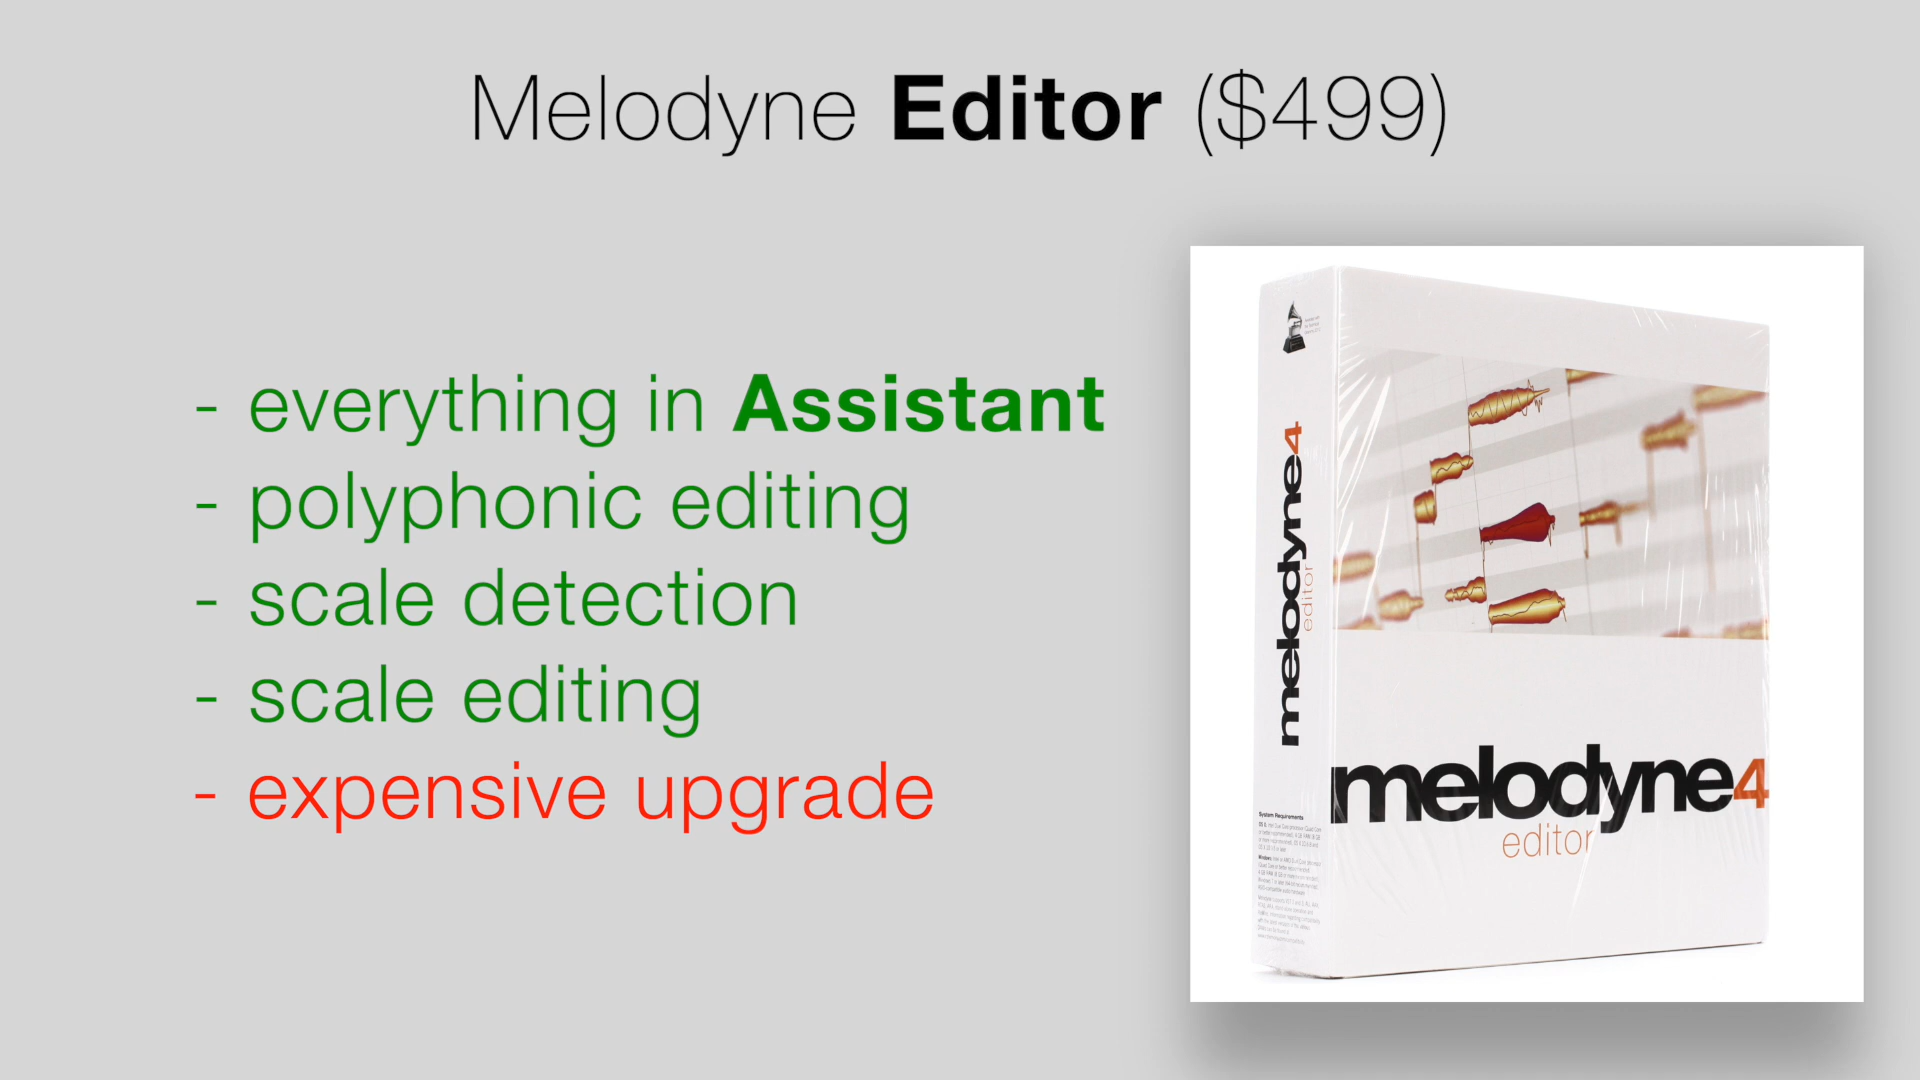 Melodyne Editor ($499)
- everything in Assistant
- polyphonic editing
- scale detection
- scale editing
- expensive upgrade
melodyne4
editor
melodyne4
editor
System Requirements